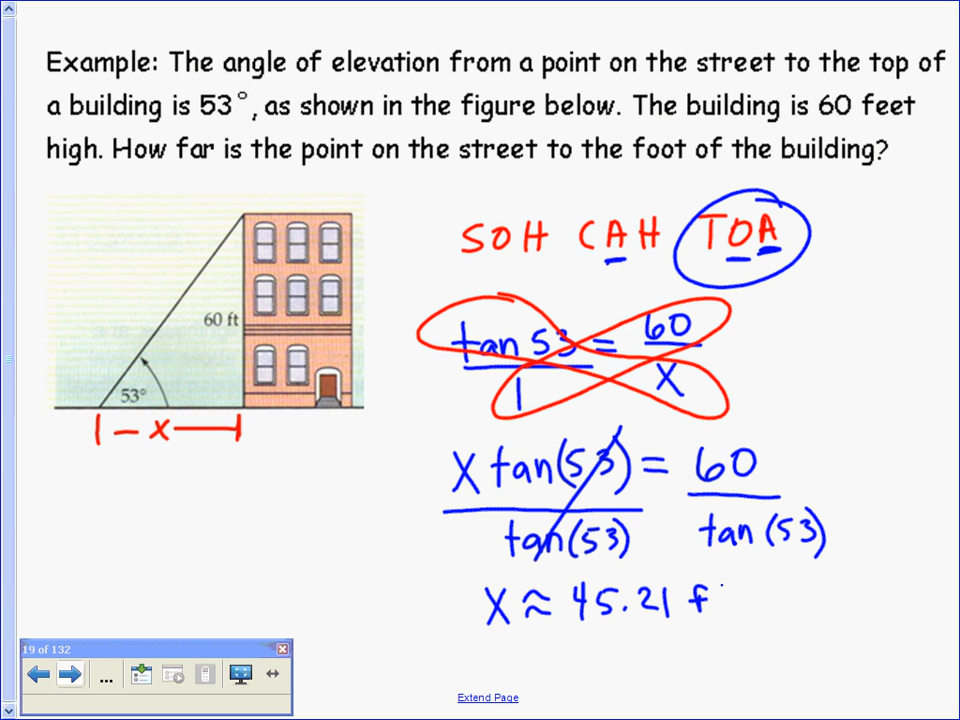 Example: The angle of elevation from a point on the street to the top of
a building is 53°, as shown in the figure below. The building is 60 feet
high. How far is the point on the street to the foot of the building?
SOH CAH TOA
60 ft
53°
x
tan 53 = 60
1 x
x tan(53) = 60
tan(53) tan(53)
x ≈ 45.21 f
19 of 132
...
Extend Page